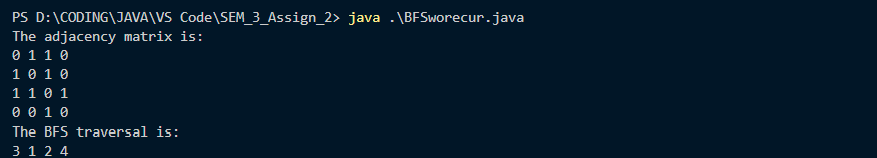 PS D:\CODING\JAVA\VS Code\SEM_3_Assign_2> java .\BFSworecur.java
The adjacency matrix is:
0 1 1 0
1 0 1 0
1 1 0 1
0 0 1 0
The BFS traversal is:
3 1 2 4